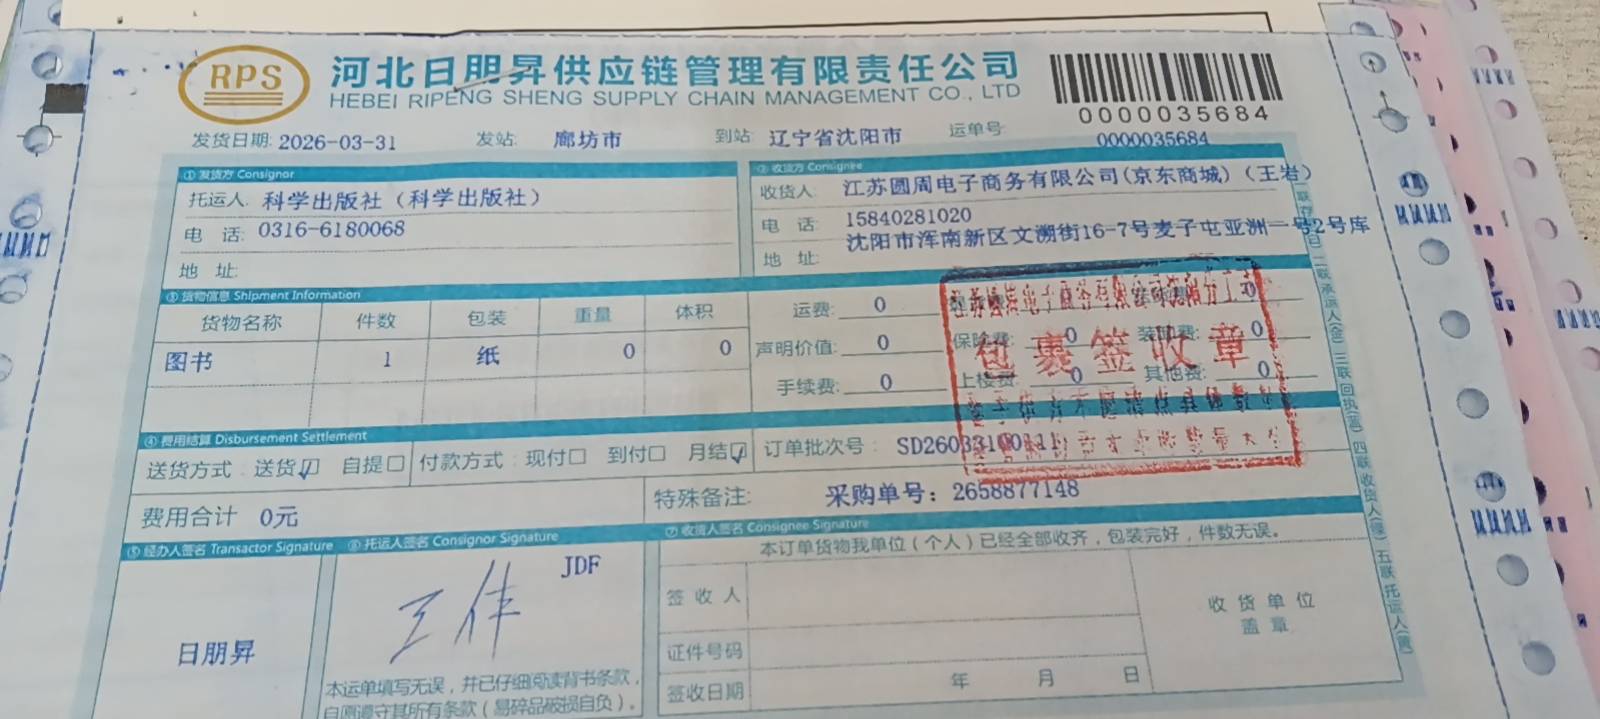 RPS
河北日朋昇供应链管理有限责任公司
HEBEI RIPENG SHENG SUPPLY CHAIN MANAGEMENT CO., LTD
0000035684
发货日期: 2026-03-31 发站: 廊坊市 到站: 辽宁省沈阳市 运单号: 0000035684
①发货方 Consignor
托运人: 科学出版社（科学出版社）
电 话: 0316-6180068
地 址:
②收货方 Consignee
收货人: 江苏圆周电子商务有限公司(京东商城)（王岩）
电 话: 15840281020
地 址: 沈阳市浑南新区文溯街16-7号麦子屯亚洲一号2号库
③货物信息 Shipment Information
货物名称 件数 包装 重量 体积
图书 1 纸 0 0
运费: 0 0
声明价值: 0 保险费: 0 装卸费: 0
手续费: 0 上楼费: 0 其他费: 0
包裹签收章
④费用结算 Disbursement Settlement
送货方式: 送货☑ 自提□ 付款方式: 现付□ 到付□ 月结☑ 订单批次号:
费用合计 0元
特殊备注: 采购单号: 2658877148
⑤经办人签名 Transactor Signature
日朋昇
⑥托运人签名 Consignor Signature
JDF
王伟
本运单填写无误，并已仔细阅读背书条款，
自愿遵守其所有条款（易碎品破损自负）。
⑦收货人签名 Consignee Signature
本订单货物我单位（个人）已经全部收齐，包装完好，件数无误。
签收人
证件号码
签收日期 年 月 日
收货单位
盖章